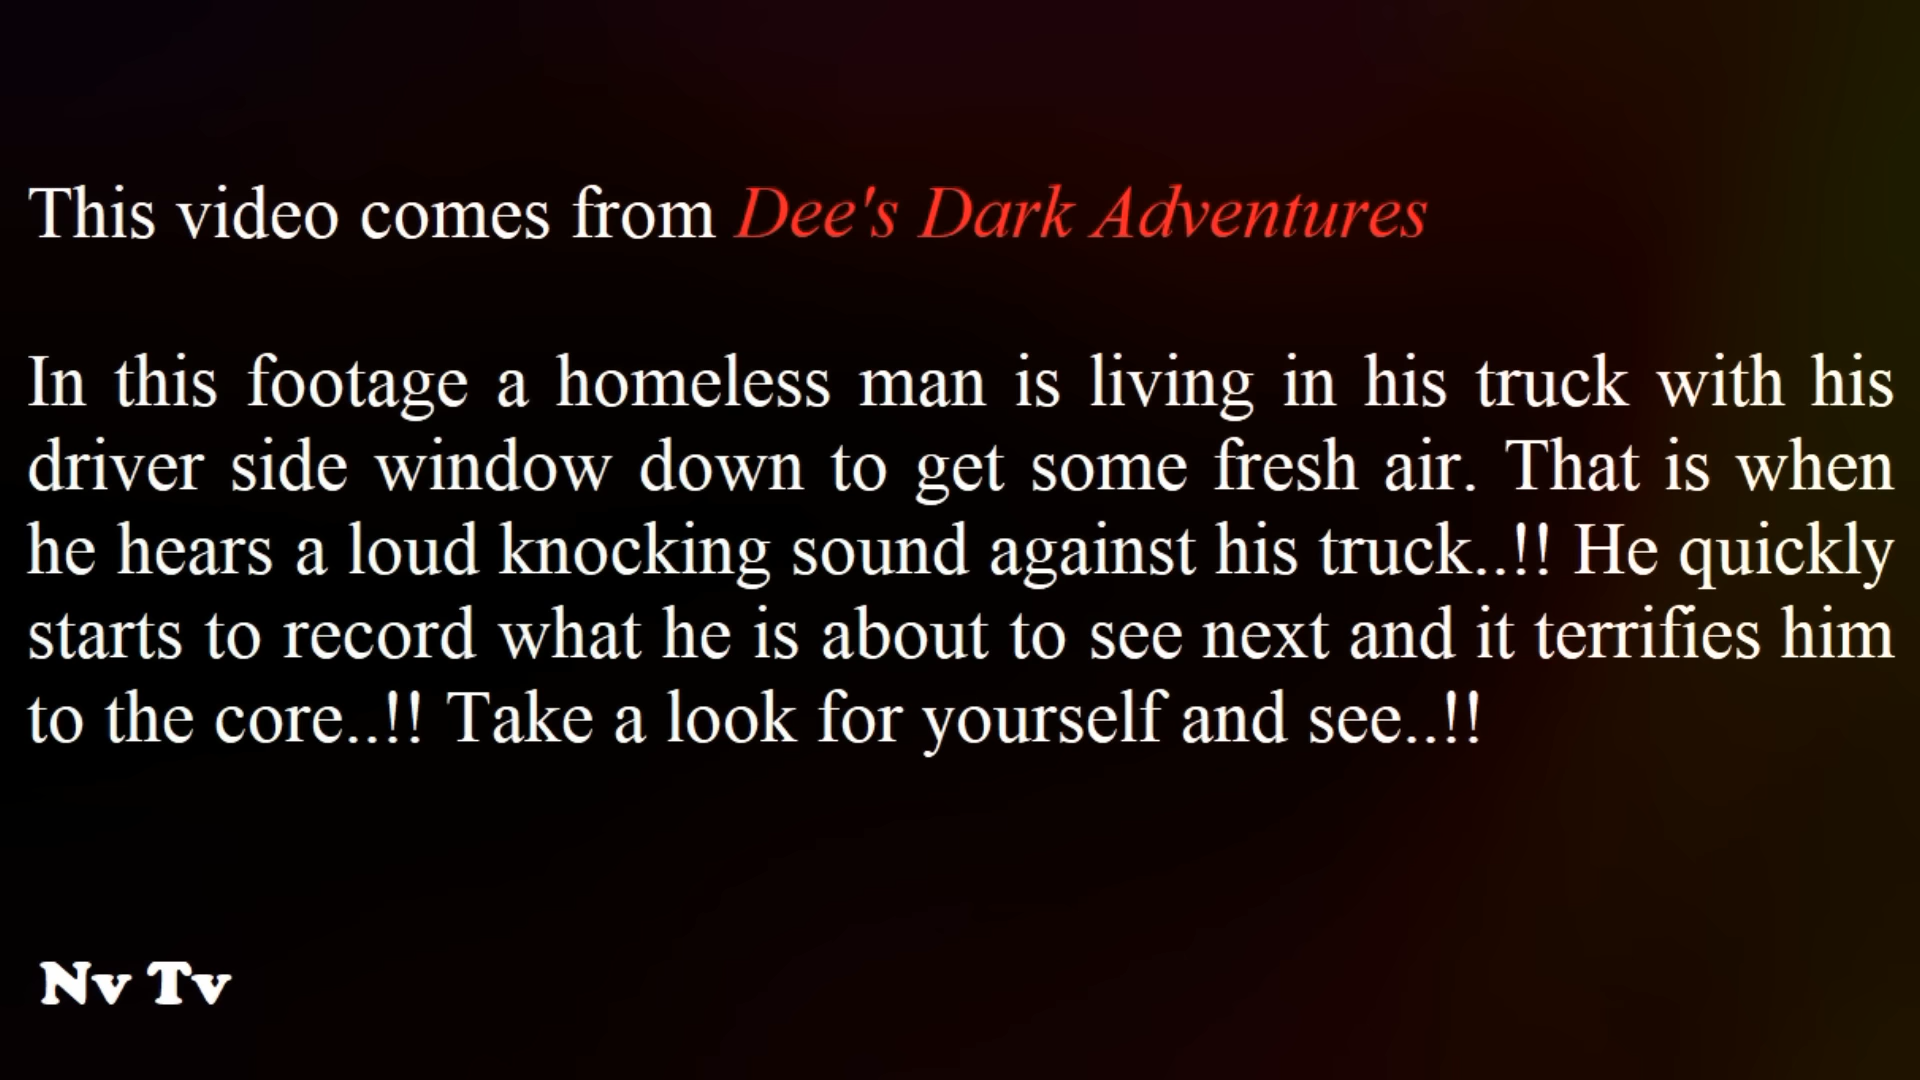 This video comes from Dee's Dark Adventures
In this footage a homeless man is living in his truck with his
driver side window down to get some fresh air. That is when
he hears a loud knocking sound against his truck..!! He quickly
starts to record what he is about to see next and it terrifies him
to the core..!! Take a look for yourself and see..!!
Nv Tv